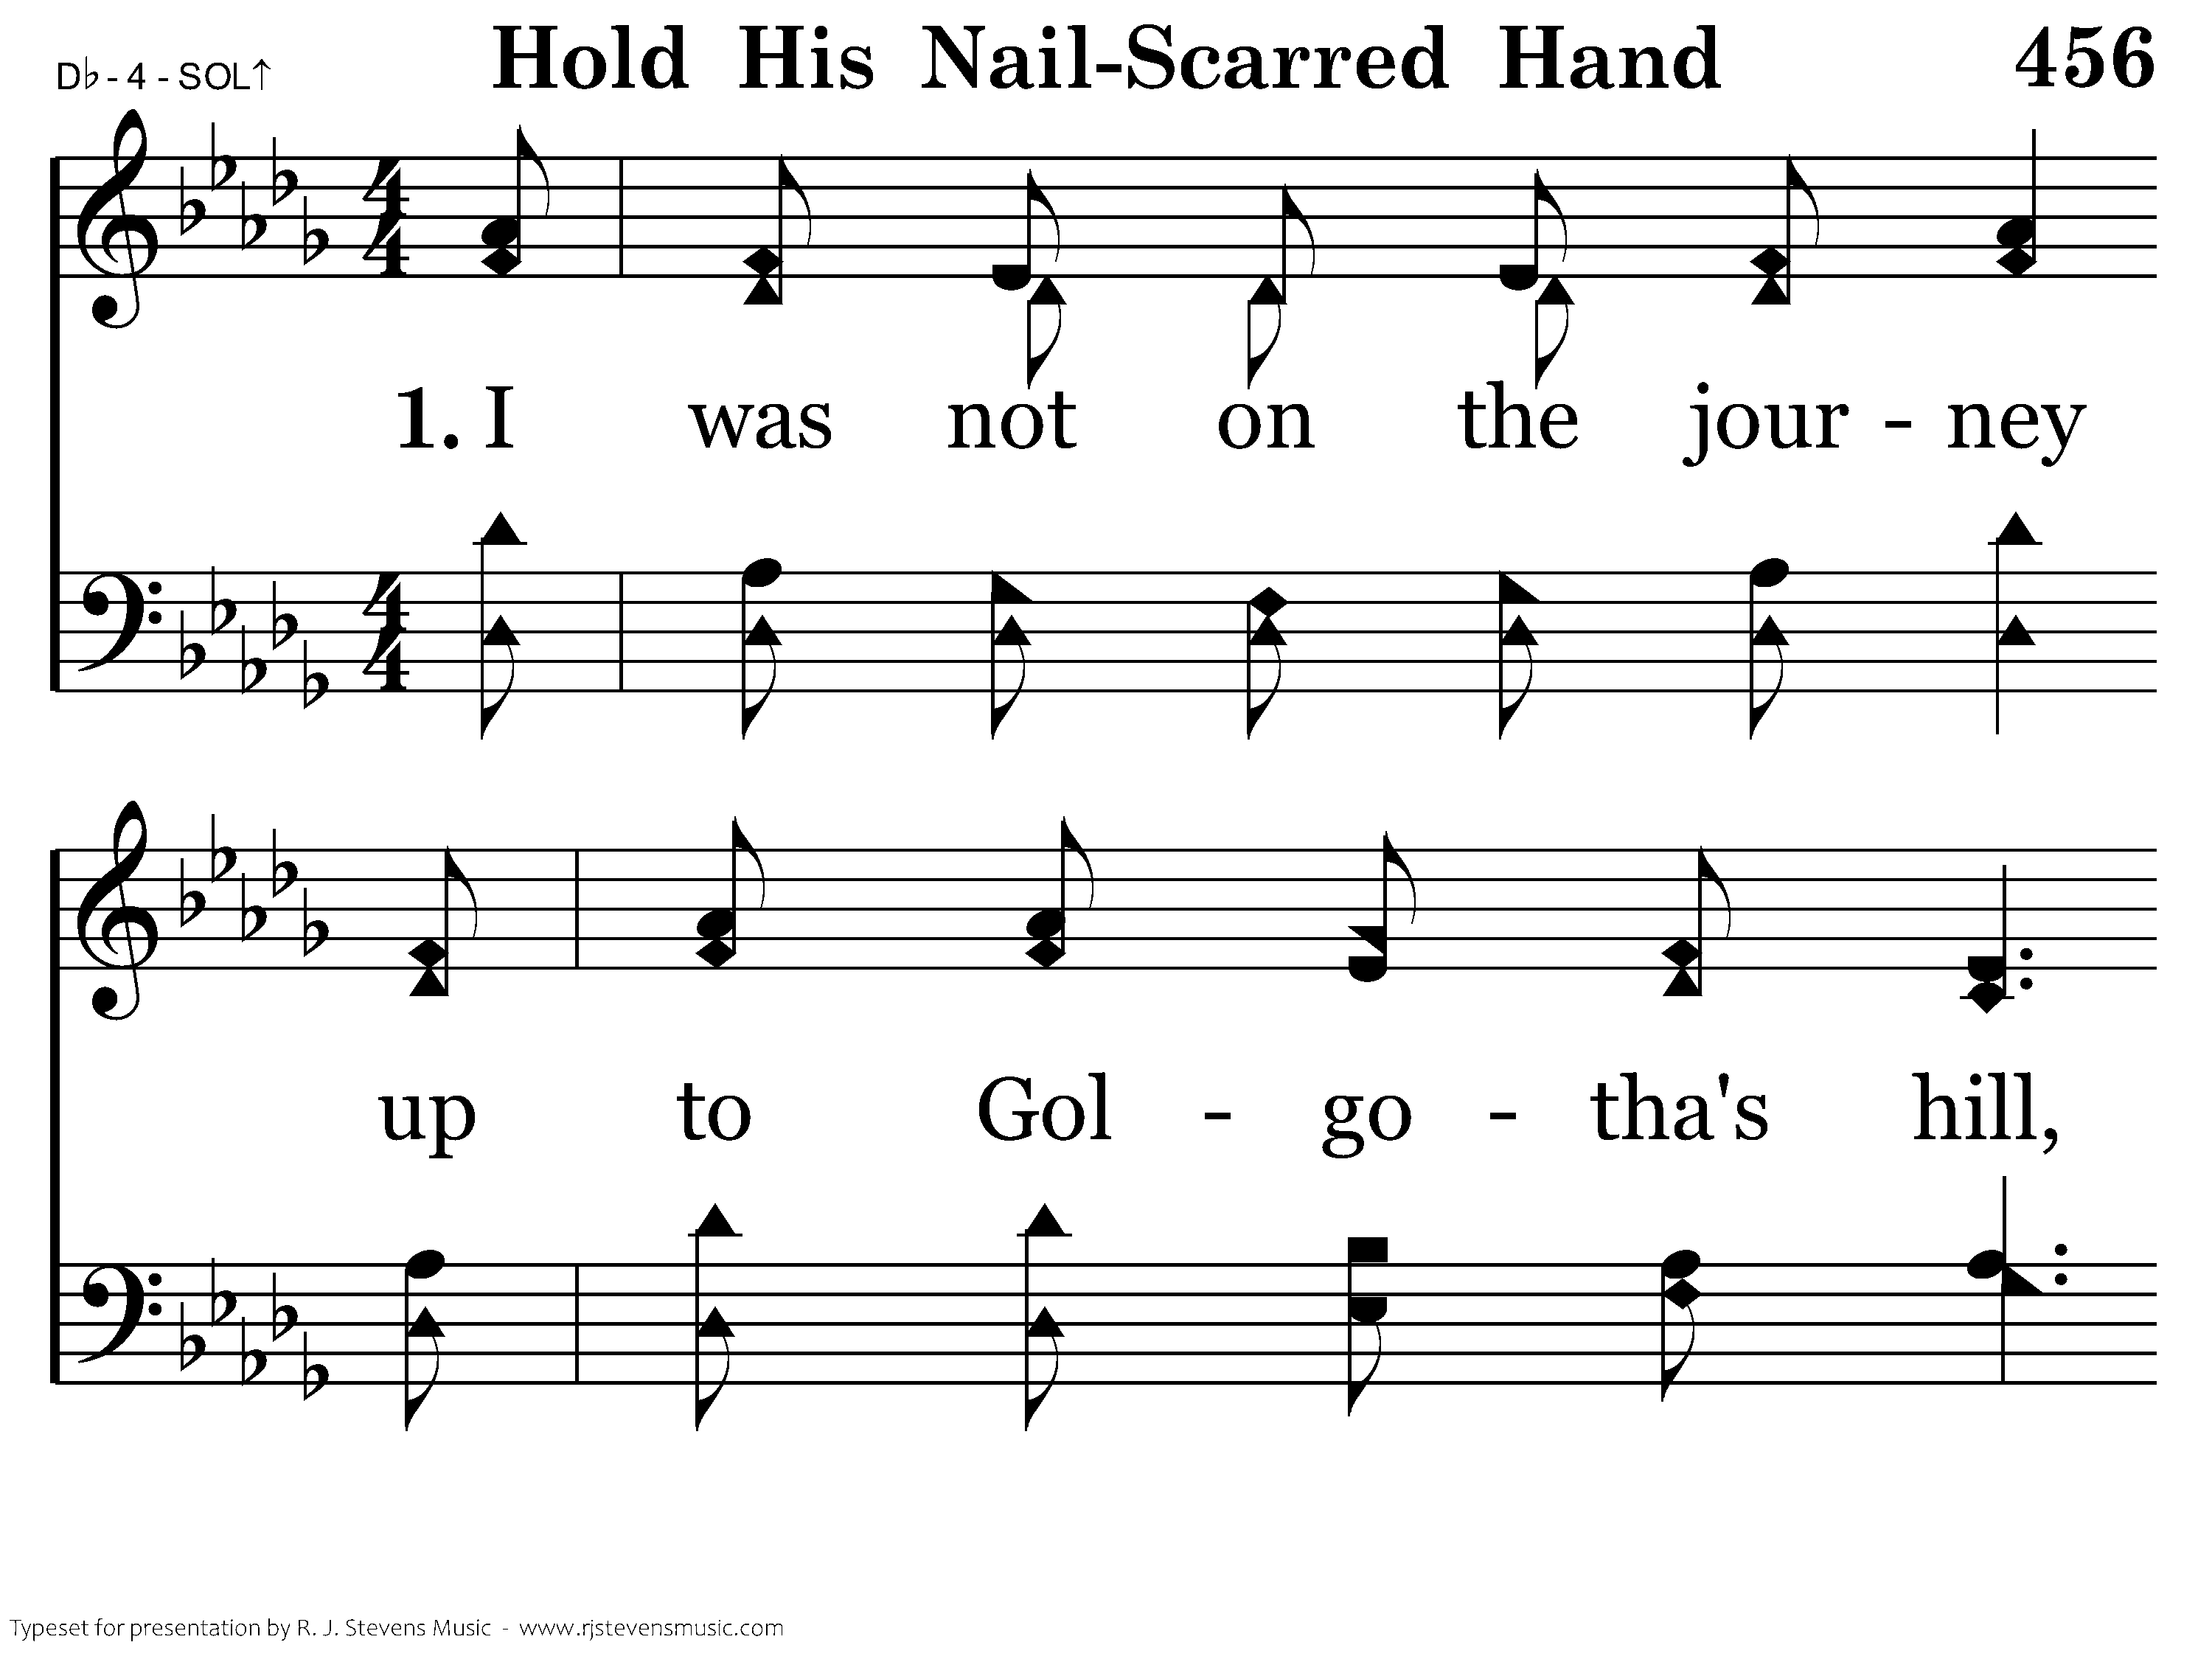 D♭ - 4 - SOL↑ Hold His Nail-Scarred Hand 456
1. I was not on the jour - ney
up to Gol - go - tha's hill,
Typeset for presentation by R. J. Stevens Music - www.rjstevensmusic.com